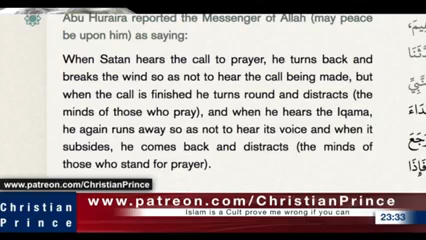 Abu Huraira reported the Messenger of Allah (may peace
be upon him) as saying:
When Satan hears the call to prayer, he turns back and
breaks the wind so as not to hear the call being made, but
when the call is finished he turns round and distracts (the
minds of those who pray), and when he hears the Iqama,
he again runs away so as not to hear its voice and when it
subsides, he comes back and distracts (the minds of
those who stand for prayer).
www.patreon.com/ChristianPrince
Christian
Prince
www.patreon.com/ChristianPrince
Islam is a Cult prove me wrong if you can
23:33